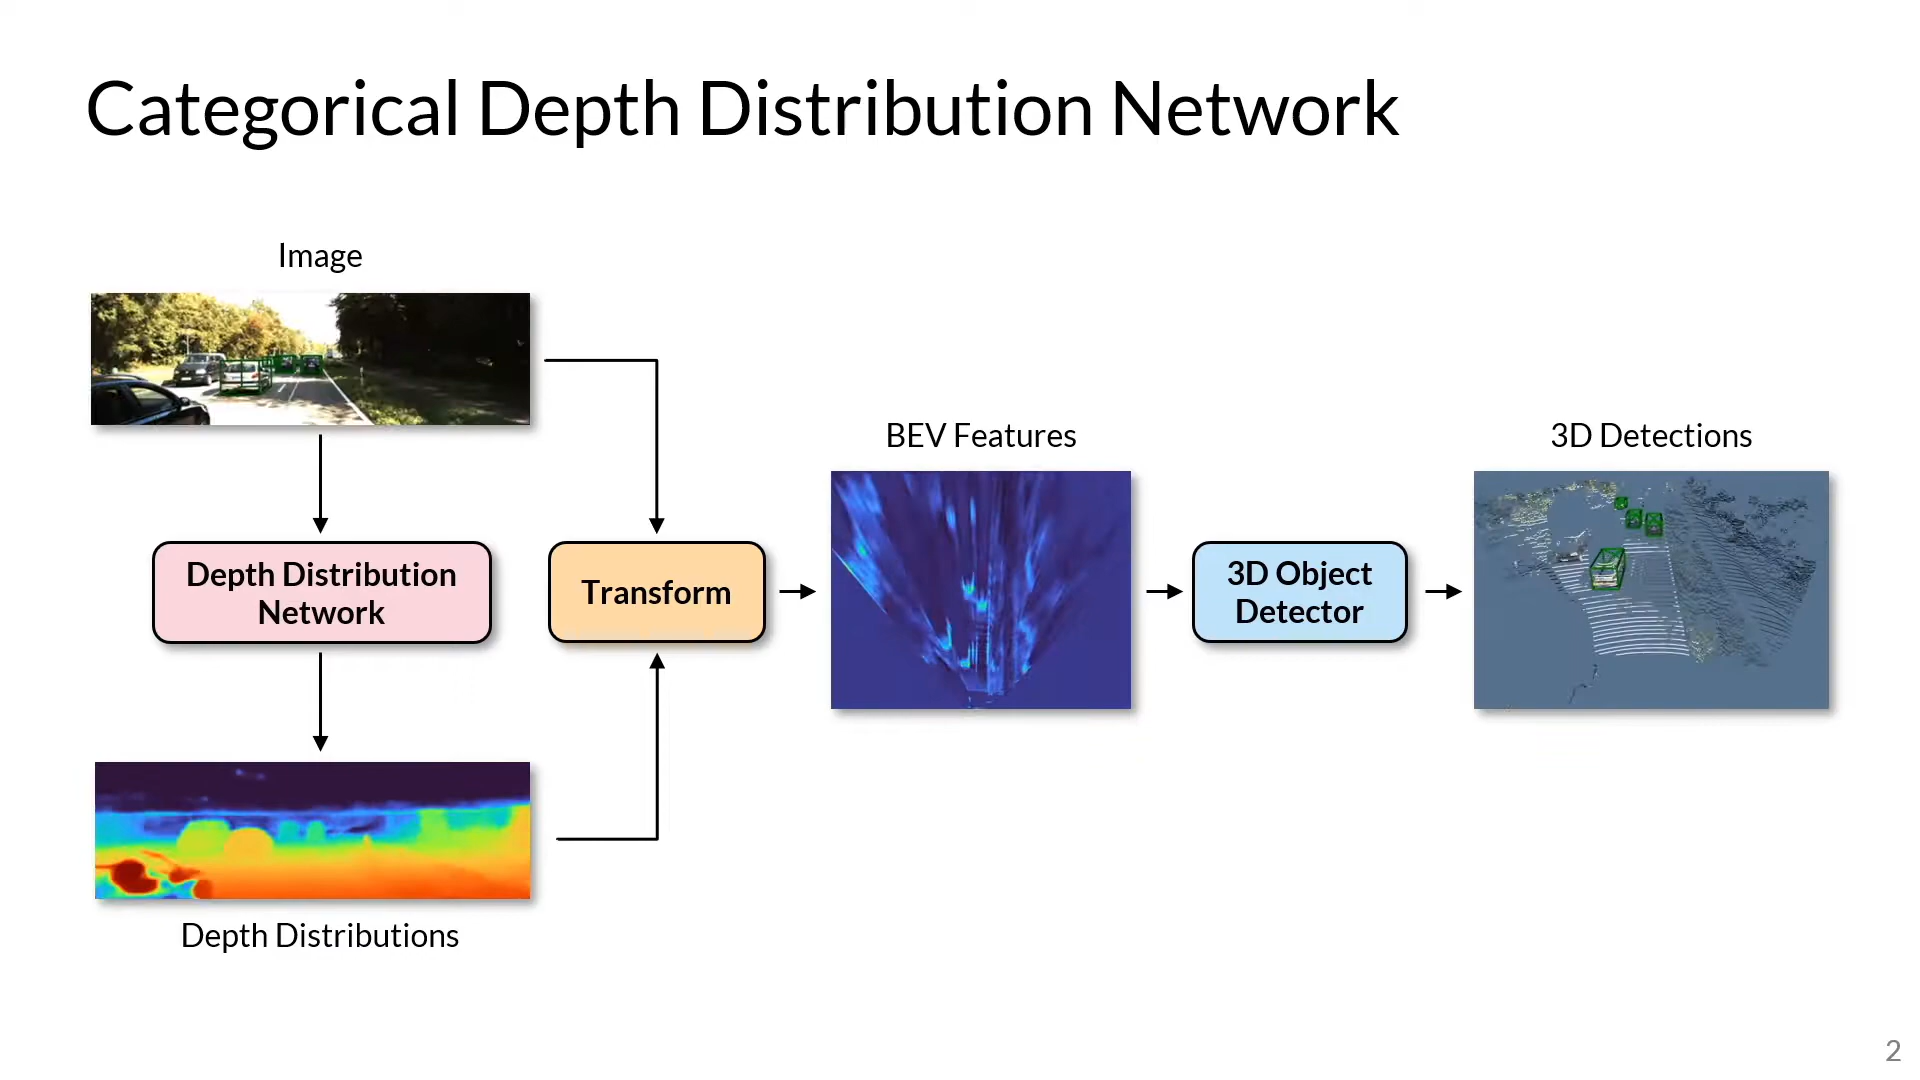 Categorical Depth Distribution Network
Image
Depth Distribution
Network
Depth Distributions
Transform
BEV Features
3D Object
Detector
3D Detections
2